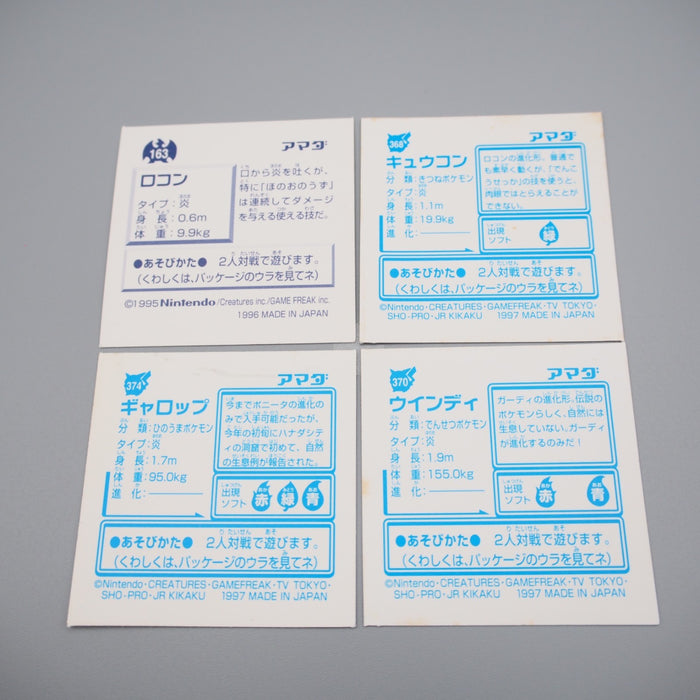 163
アマダ
ロコン
タイプ:炎
身長:0.6m
体重:9.9kg
口から炎を吐くが、
特に「ほのおのうず」
は連続してダメージ
を与える使える技だ。
●あそびかた● 2人対戦で遊びます。
(くわしくは、パッケージのウラを見てネ)
©1995 Nintendo/Creatures inc./GAME FREAK inc.
1996 MADE IN JAPAN
368
アマダ
キュウコン
分類:きつねポケモン
タイプ:炎
身長:1.1m
体重:19.9kg
進化:
ロコンの進化形。普通で
も素早く動くが、「でんこ
うせっか」の技を使うと、
肉眼ではとらえることが
できない。
出現
ソフト
緑
●あそびかた● 2人対戦で遊びます。
(くわしくは、パッケージのウラを見てネ)
©Nintendo・CREATURES・GAMEFREAK・TV TOKYO・
SHO-PRO・JR KIKAKU 1997 MADE IN JAPAN
374
アマダ
ギャロップ
分類:ひのうまポケモン
タイプ:炎
身長:1.7m
体重:95.0kg
進化:
今までポニータの進化の
みで入手可能だったが、
今年の初旬にハナダシテ
ィの洞窟で初めて、自然
の生息例が報告された。
出現
ソフト
赤 緑 青
●あそびかた● 2人対戦で遊びます。
(くわしくは、パッケージのウラを見てネ)
©Nintendo・CREATURES・GAMEFREAK・TV TOKYO・
SHO-PRO・JR KIKAKU 1997 MADE IN JAPAN
370
アマダ
ウインディ
分類:でんせつポケモン
タイプ:炎
身長:1.9m
体重:155.0kg
進化:
ガーディの進化形。伝説の
ポケモンらしく、自然には
生息していない。ガーディ
が進化するのみだ!
出現
ソフト
赤 青
●あそびかた● 2人対戦で遊びます。
(くわしくは、パッケージのウラを見てネ)
©Nintendo・CREATURES・GAMEFREAK・TV TOKYO・
SHO-PRO・JR KIKAKU 1997 MADE IN JAPAN